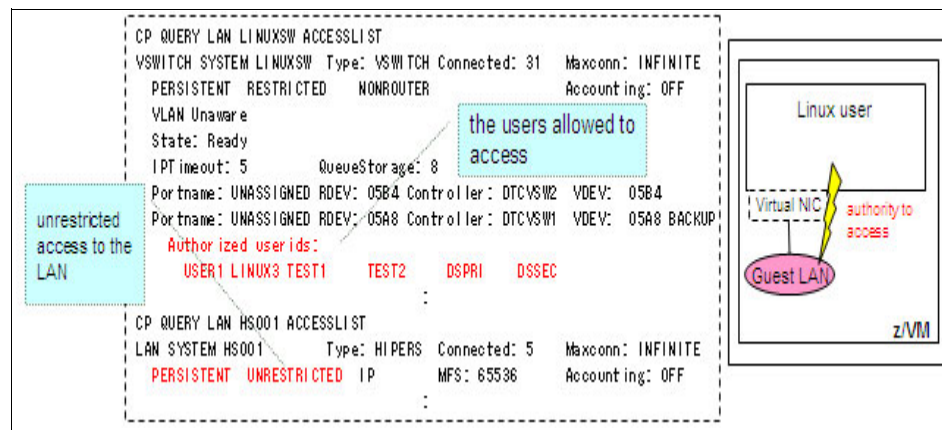 CP QUERY LAN LINUXSW ACCESSLIST
VSWITCH SYSTEM LINUXSW Type: VSWITCH Connected: 31 Maxconn: INFINITE
PERSISTENT RESTRICTED NONROUTER Accounting: OFF
VLAN Unaware
State: Ready
IPTimeout: 5 QueueStorage: 8
Portname: UNASSIGNED RDEV: 05B4 Controller: DTCVSW2 VDEV: 05B4
Portname: UNASSIGNED RDEV: 05A8 Controller: DTCVSW1 VDEV: 05A8 BACKUP
Authorized userids:
USER1 LINUX3 TEST1 TEST2 DSPRI DSSEC
:
CP QUERY LAN HS001 ACCESSLIST
LAN SYSTEM HS001 Type: HIPERS Connected: 5 Maxconn: INFINITE
PERSISTENT UNRESTRICTED IP MFS: 65536 Accounting: OFF
:
the users allowed to
access
unrestricted
access to the
LAN
Linux user
Virtual NIC
authority to
access
Guest LAN
z/VM